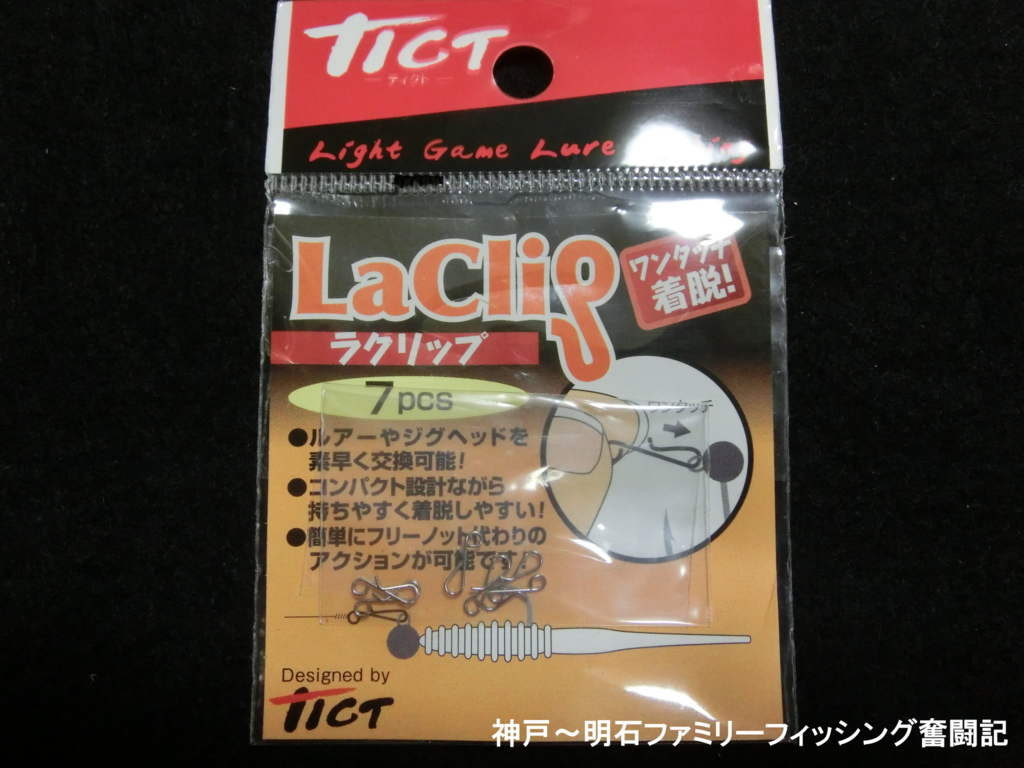 TICT
ティクト
Light Game Lure
LaClip
ワンタッチ
着脱!
ラクリップ
7pcs
ワンタッチ
●ルアーやジグヘッドを
素早く交換可能!
●コンパクト設計ながら
持ちやすく着脱しやすい!
●簡単にフリーノット代わりの
アクションが可能です!
Designed by
TICT
神戸～明石ファミリーフィッシング奮闘記